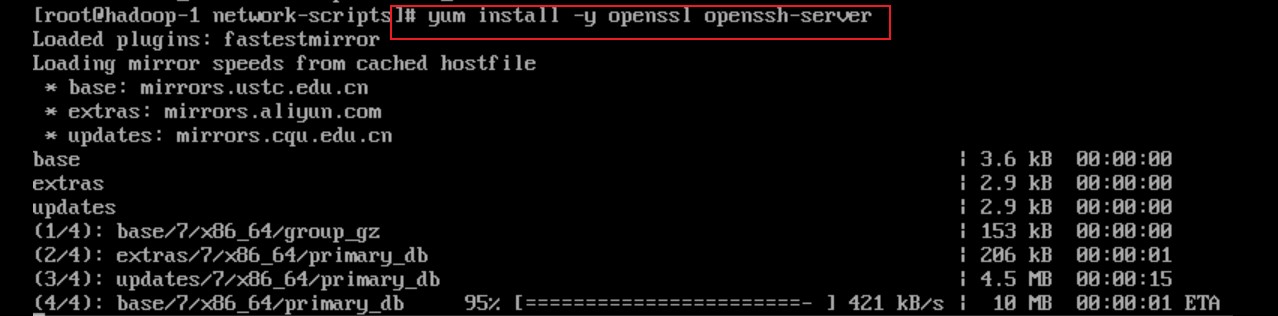 [root@hadoop-1 network-scripts]# yum install -y openssl openssh-server
Loaded plugins: fastestmirror
Loading mirror speeds from cached hostfile
 * base: mirrors.ustc.edu.cn
 * extras: mirrors.aliyun.com
 * updates: mirrors.cqu.edu.cn
base | 3.6 kB 00:00:00
extras | 2.9 kB 00:00:00
updates | 2.9 kB 00:00:00
(1/4): base/7/x86_64/group_gz | 153 kB 00:00:00
(2/4): extras/7/x86_64/primary_db | 206 kB 00:00:01
(3/4): updates/7/x86_64/primary_db | 4.5 MB 00:00:15
(4/4): base/7/x86_64/primary_db 95% [=======================- ] 421 kB/s | 10 MB 00:00:01 ETA